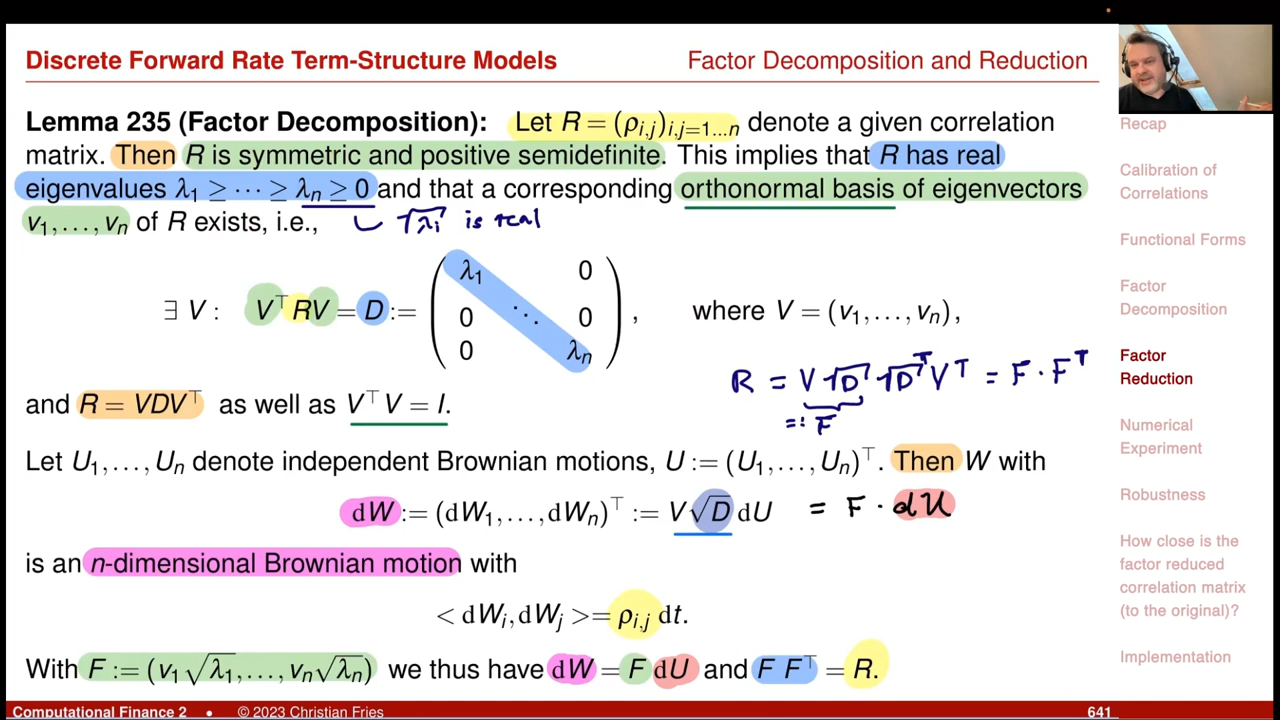 Discrete Forward Rate Term-Structure Models
Factor Decomposition and Reduction
Lemma 235 (Factor Decomposition): Let R = (ρ_{i,j})_{i,j=1...n} denote a given correlation
matrix. Then R is symmetric and positive semidefinite. This implies that R has real
eigenvalues λ₁ ≥ ⋯ ≥ λₙ ≥ 0 and that a corresponding orthonormal basis of eigenvectors
v₁,…,vₙ of R exists, i.e.,
√λᵢ is real
∃ V : V^⊤RV = D := ( λ₁ 0
0 ⋱ 0
0 λₙ ) , where V = (v₁,…,vₙ),
R = V √D √D^T V^T = F · F^T
=: F
and R = VDV^⊤ as well as V^⊤V = I.
Let U₁,…,Uₙ denote independent Brownian motions, U := (U₁,…,Uₙ)^⊤. Then W with
dW := (dW₁,…,dWₙ)^⊤ := V√D dU = F · dU
is an n-dimensional Brownian motion with
< dWᵢ, dWⱼ >= ρ_{i,j} dt.
With F := (v₁√λ₁,…,vₙ√λₙ) we thus have dW = F dU and F F^⊤ = R.
Computational Finance 2 • © 2023 Christian Fries
641
Recap
Calibration of
Correlations
Functional Forms
Factor
Decomposition
Factor
Reduction
Numerical
Experiment
Robustness
How close is the
factor reduced
correlation matrix
(to the original)?
Implementation